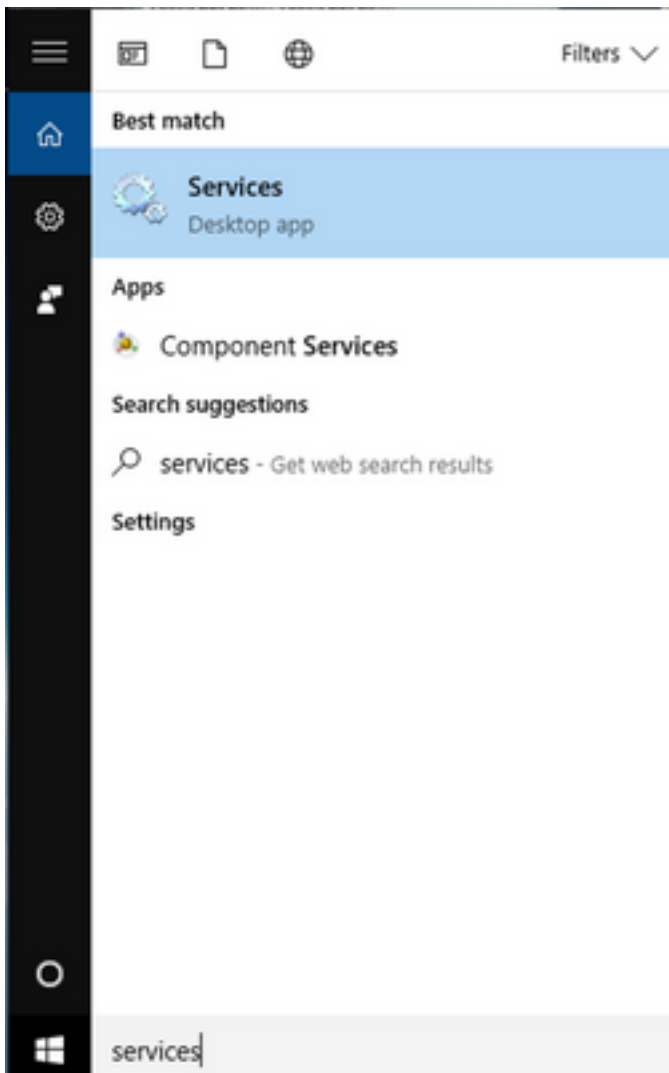 Filters
Best match
Services
Desktop app
Apps
Component Services
Search suggestions
services - Get web search results
Settings
services